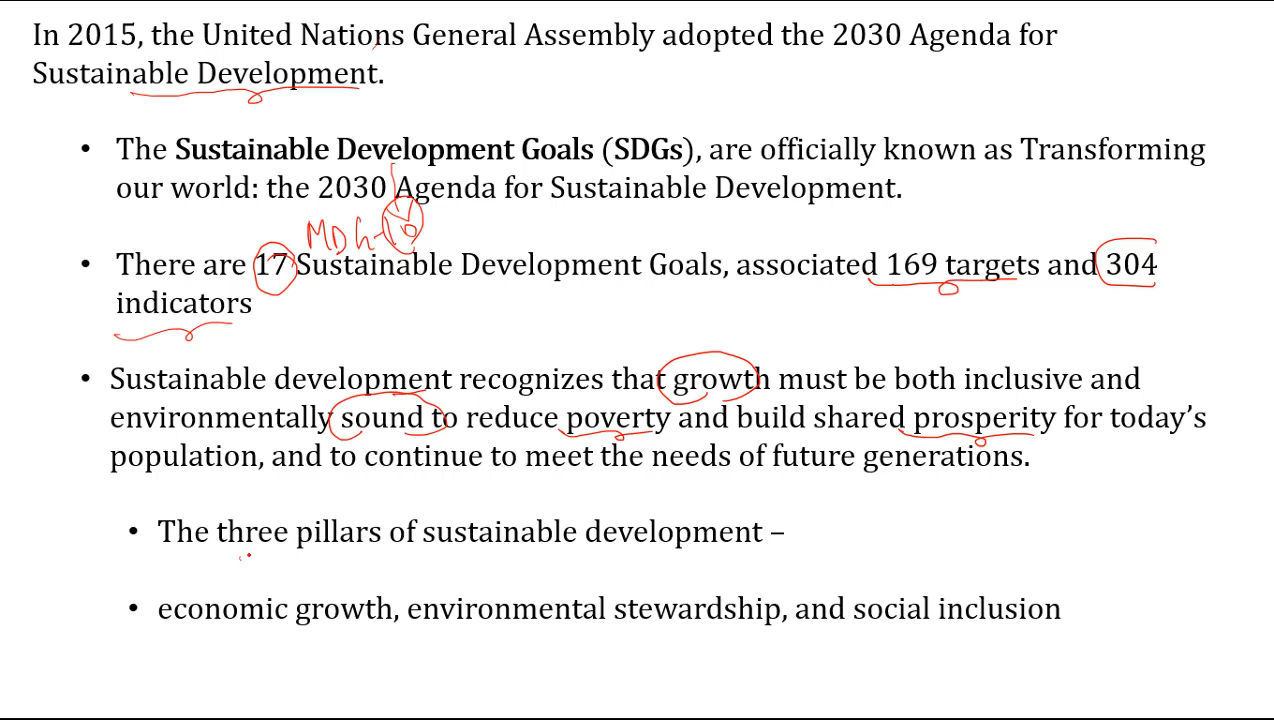 In 2015, the United Nations General Assembly adopted the 2030 Agenda for
Sustainable Development.
• The Sustainable Development Goals (SDGs), are officially known as Transforming
our world: the 2030 Agenda for Sustainable Development.
MDG-
• There are 17 Sustainable Development Goals, associated 169 targets and 304
indicators
• Sustainable development recognizes that growth must be both inclusive and
environmentally sound to reduce poverty and build shared prosperity for today’s
population, and to continue to meet the needs of future generations.
• The three pillars of sustainable development –
• economic growth, environmental stewardship, and social inclusion